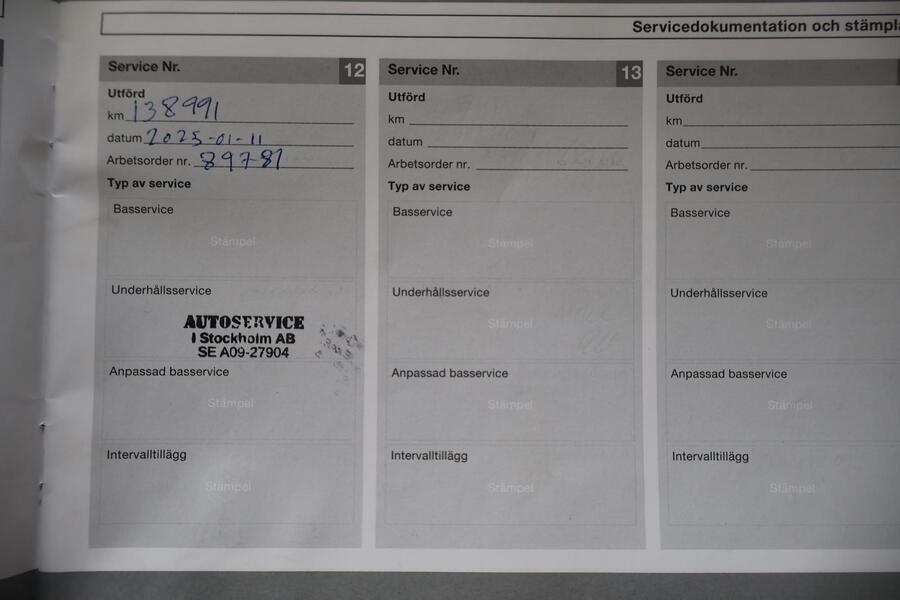 Servicedokumentation och stämpla
Service Nr. 12
Utförd
km 138991
datum 2025-01-11
Arbetsorder nr. 89781
Typ av service
Basservice
Stämpel
Underhållsservice
AUTOSERVICE
I Stockholm AB
SE A09-27904
Anpassad basservice
Stämpel
Intervalltillägg
Stämpel
Service Nr. 13
Utförd
km
datum
Arbetsorder nr.
Typ av service
Basservice
Stämpel
Underhållsservice
Stämpel
Anpassad basservice
Stämpel
Intervalltillägg
Stämpel
Service Nr.
Utförd
km
datum
Arbetsorder nr.
Typ av service
Basservice
Stämpel
Underhållsservice
Stämpel
Anpassad basservice
Stämpel
Intervalltillägg
Stämpel